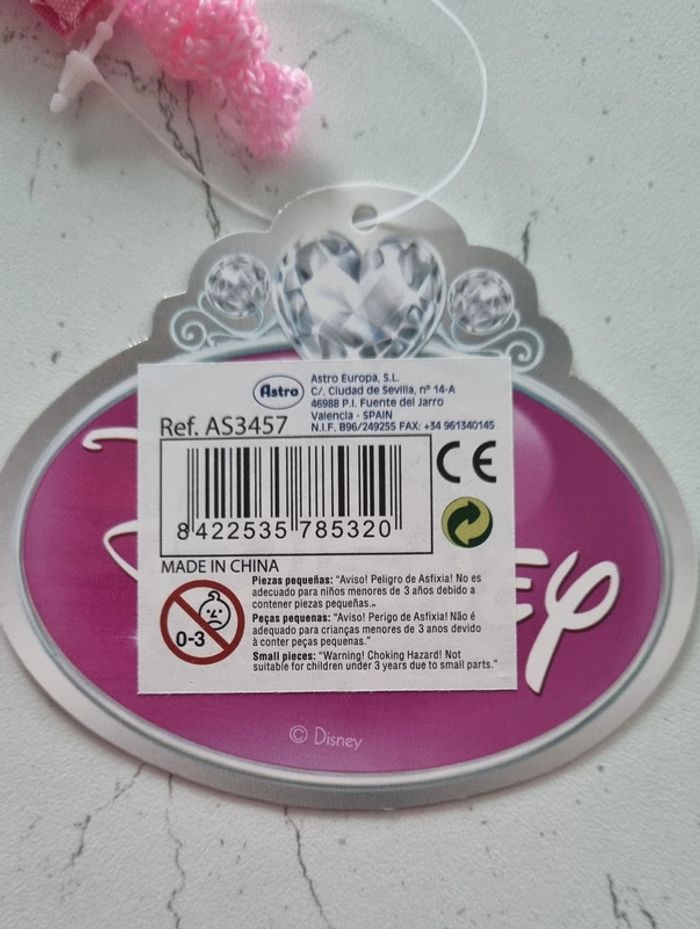 Astro
Astro Europa, S.L.
C/. Ciudad de Sevilla, nº 14-A
46988 P.I. Fuente del Jarro
Valencia - SPAIN
N.I.F. B96/249255 FAX: +34 961340145
Ref. AS3457
CE
8 422535 785320
MADE IN CHINA
0-3
Piezas pequeñas: "Aviso! Peligro de Asfixia! No es
adecuado para niños menores de 3 años debido a
contener piezas pequeñas."
Peças pequenas: "Aviso! Perigo de Asfixia! Não é
adequado para crianças menores de 3 anos devido
à conter peças pequenas."
Small pieces: "Warning! Choking Hazard! Not
suitable for children under 3 years due to small parts."
© Disney